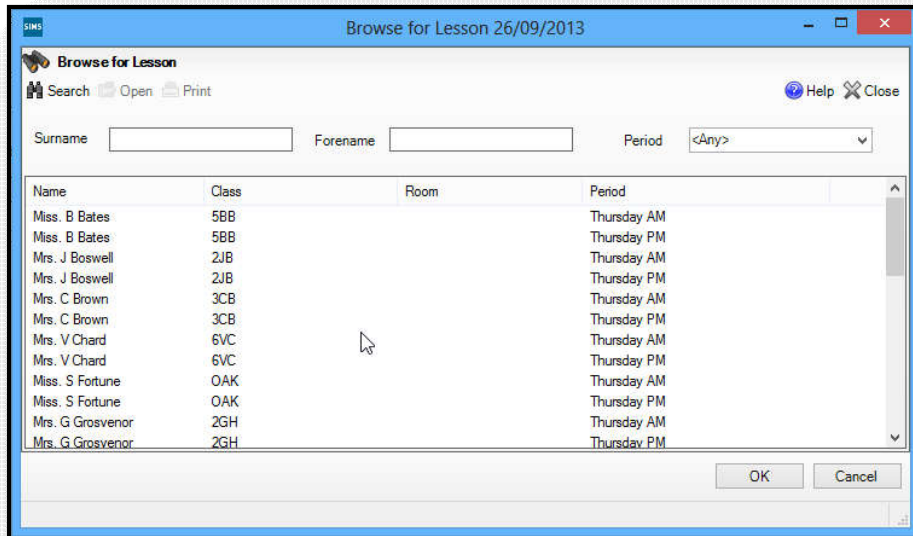 SIMS Browse for Lesson 26/09/2013
Browse for Lesson
Search Open Print Help Close
Surname Forename Period <Any>
Name Class Room Period
Miss. B Bates 5BB Thursday AM
Miss. B Bates 5BB Thursday PM
Mrs. J Boswell 2JB Thursday AM
Mrs. J Boswell 2JB Thursday PM
Mrs. C Brown 3CB Thursday AM
Mrs. C Brown 3CB Thursday PM
Mrs. V Chard 6VC Thursday AM
Mrs. V Chard 6VC Thursday PM
Miss. S Fortune OAK Thursday AM
Miss. S Fortune OAK Thursday PM
Mrs. G Grosvenor 2GH Thursday AM
Mrs. G Grosvenor 2GH Thursday PM
OK Cancel